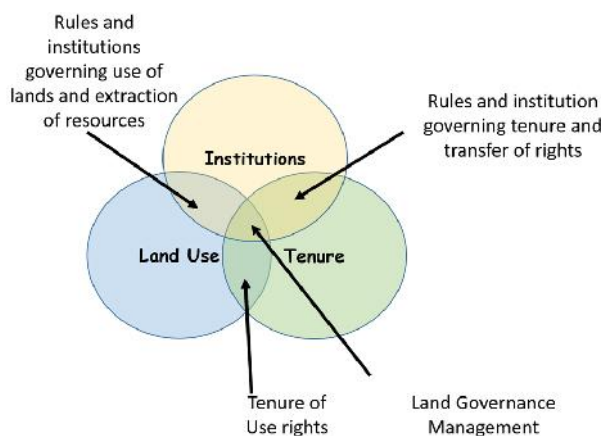 Rules and
institutions
governing use of
lands and extraction
of resources
Rules and institution
governing tenure and
transfer of rights
Institutions
Land Use
Tenure
Tenure of
Use rights
Land Governance
Management